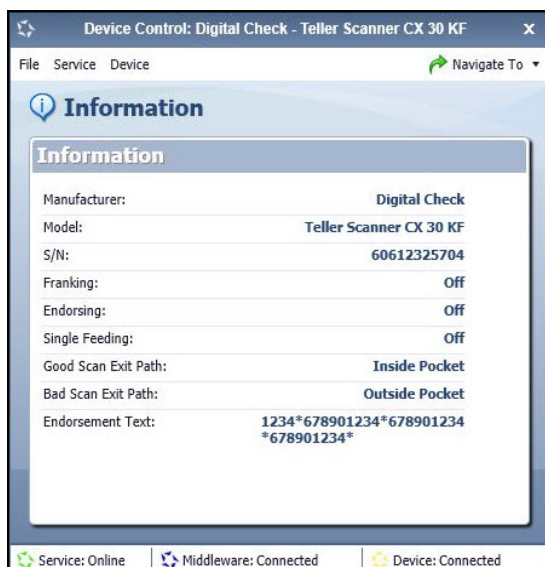 Device Control: Digital Check - Teller Scanner CX 30 KF x
File Service Device Navigate To
Information
Information
Manufacturer: Digital Check
Model: Teller Scanner CX 30 KF
S/N: 60612325704
Franking: Off
Endorsing: Off
Single Feeding: Off
Good Scan Exit Path: Inside Pocket
Bad Scan Exit Path: Outside Pocket
Endorsement Text: 1234*678901234*678901234
*678901234*
Service: Online Middleware: Connected Device: Connected